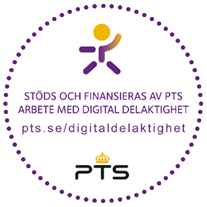 STÖDS OCH FINANSIERAS AV PTS
ARBETE MED DIGITAL DELAKTIGHET
pts.se/digitaldelaktighet
PTS